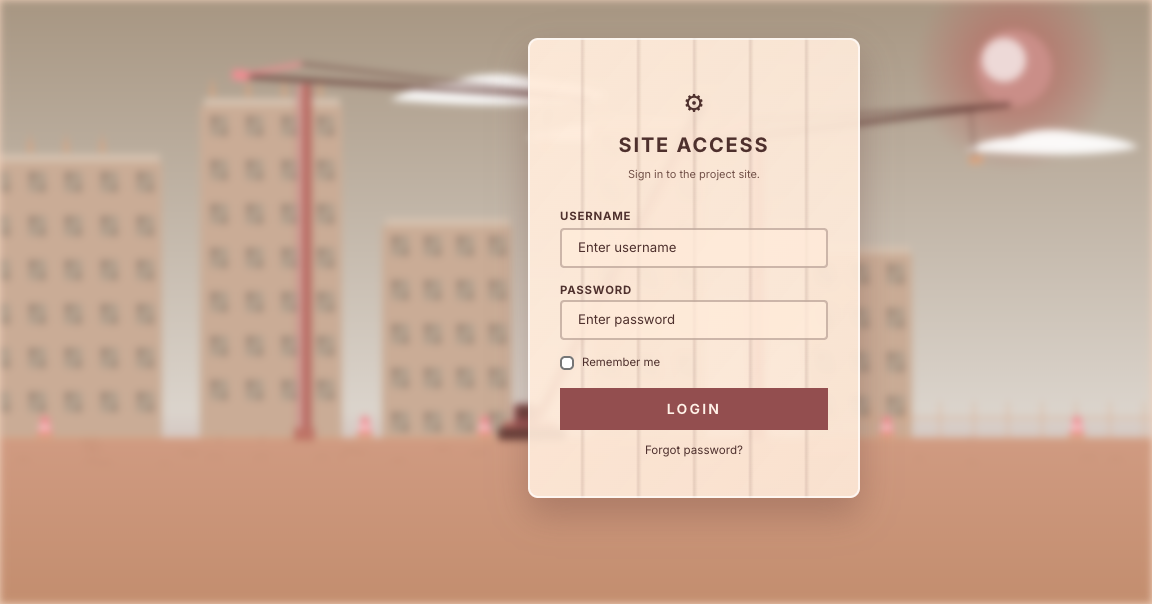 SITE ACCESS
Sign in to the project site.
USERNAME
Enter username
PASSWORD
Enter password
Remember me
LOGIN
Forgot password?